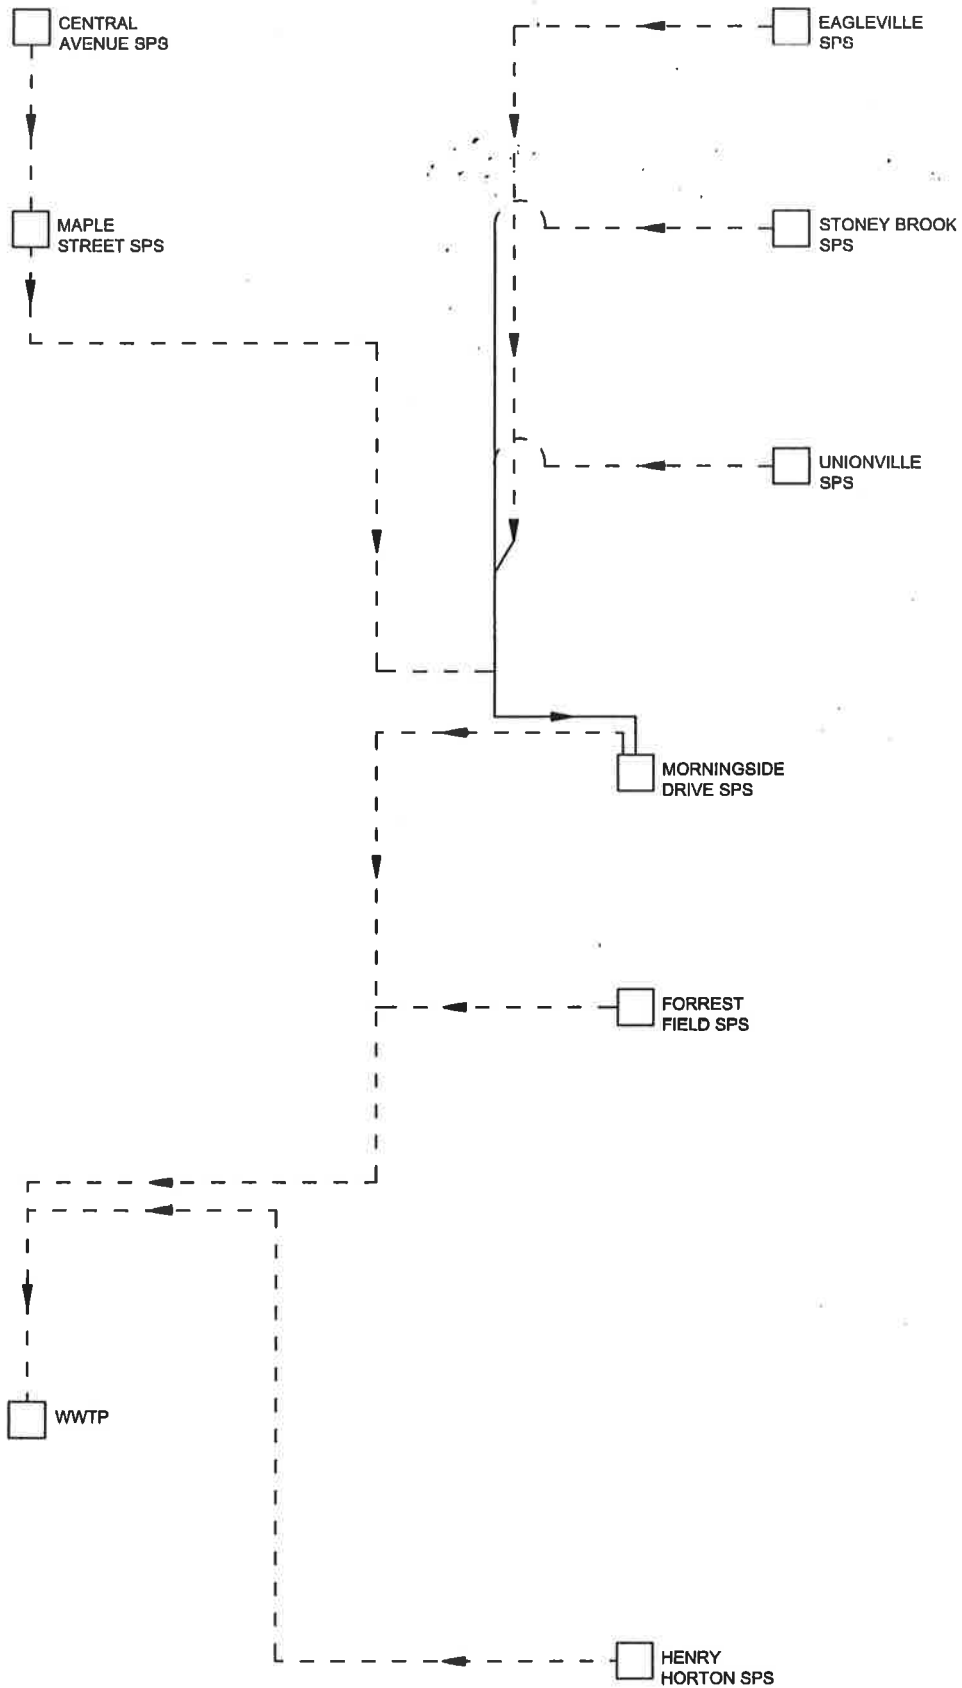 CENTRAL
AVENUE SPS
EAGLEVILLE
SPS
MAPLE
STREET SPS
STONEY BROOK
SPS
UNIONVILLE
SPS
MORNINGSIDE
DRIVE SPS
FORREST
FIELD SPS
WWTP
HENRY
HORTON SPS